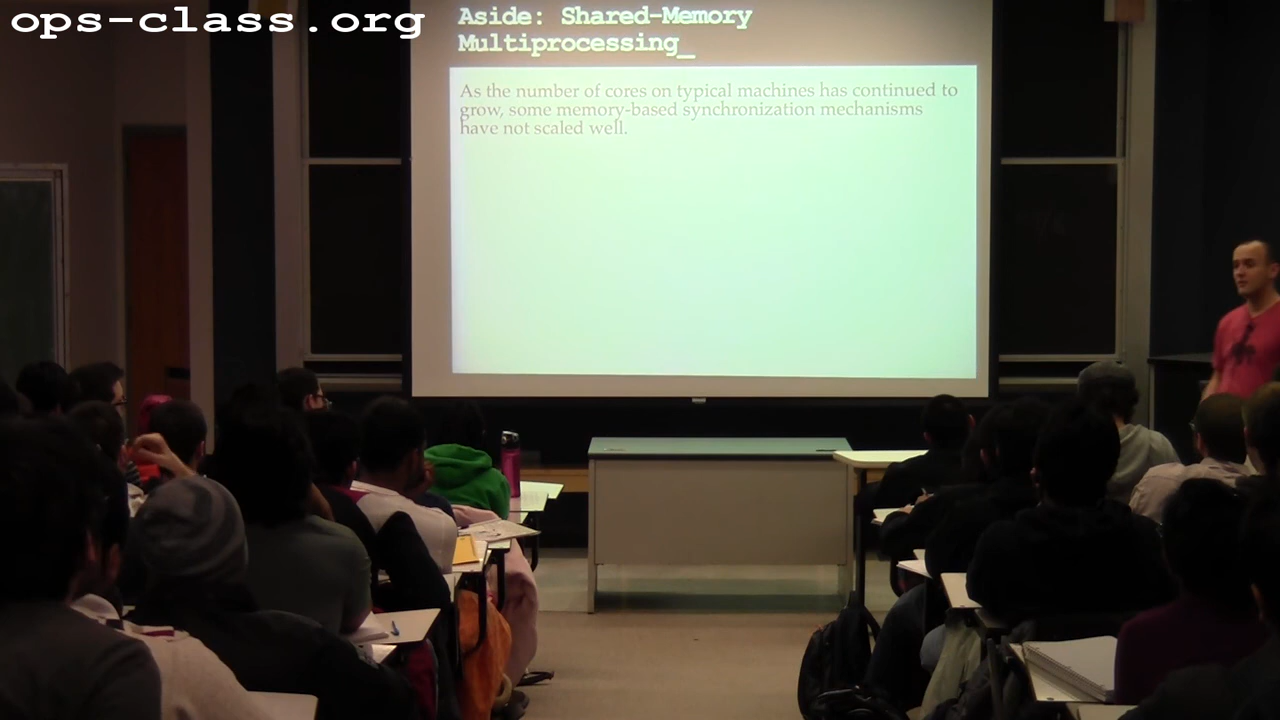 ops-class.org
Aside: Shared-Memory
Multiprocessing_
As the number of cores on typical machines has continued to
grow, some memory-based synchronization mechanisms
have not scaled well.